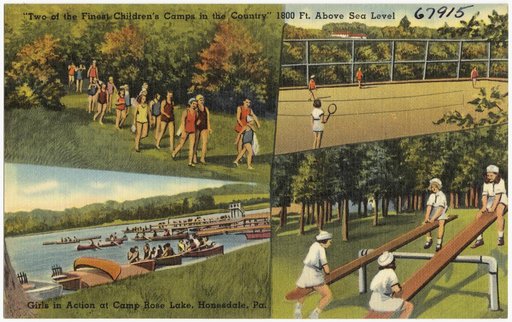 "Two of the Finest Children's Camps in the Country" 1800 Ft. Above Sea Level
67915
Girls in Action at Camp Rose Lake, Honesdale, Pa.